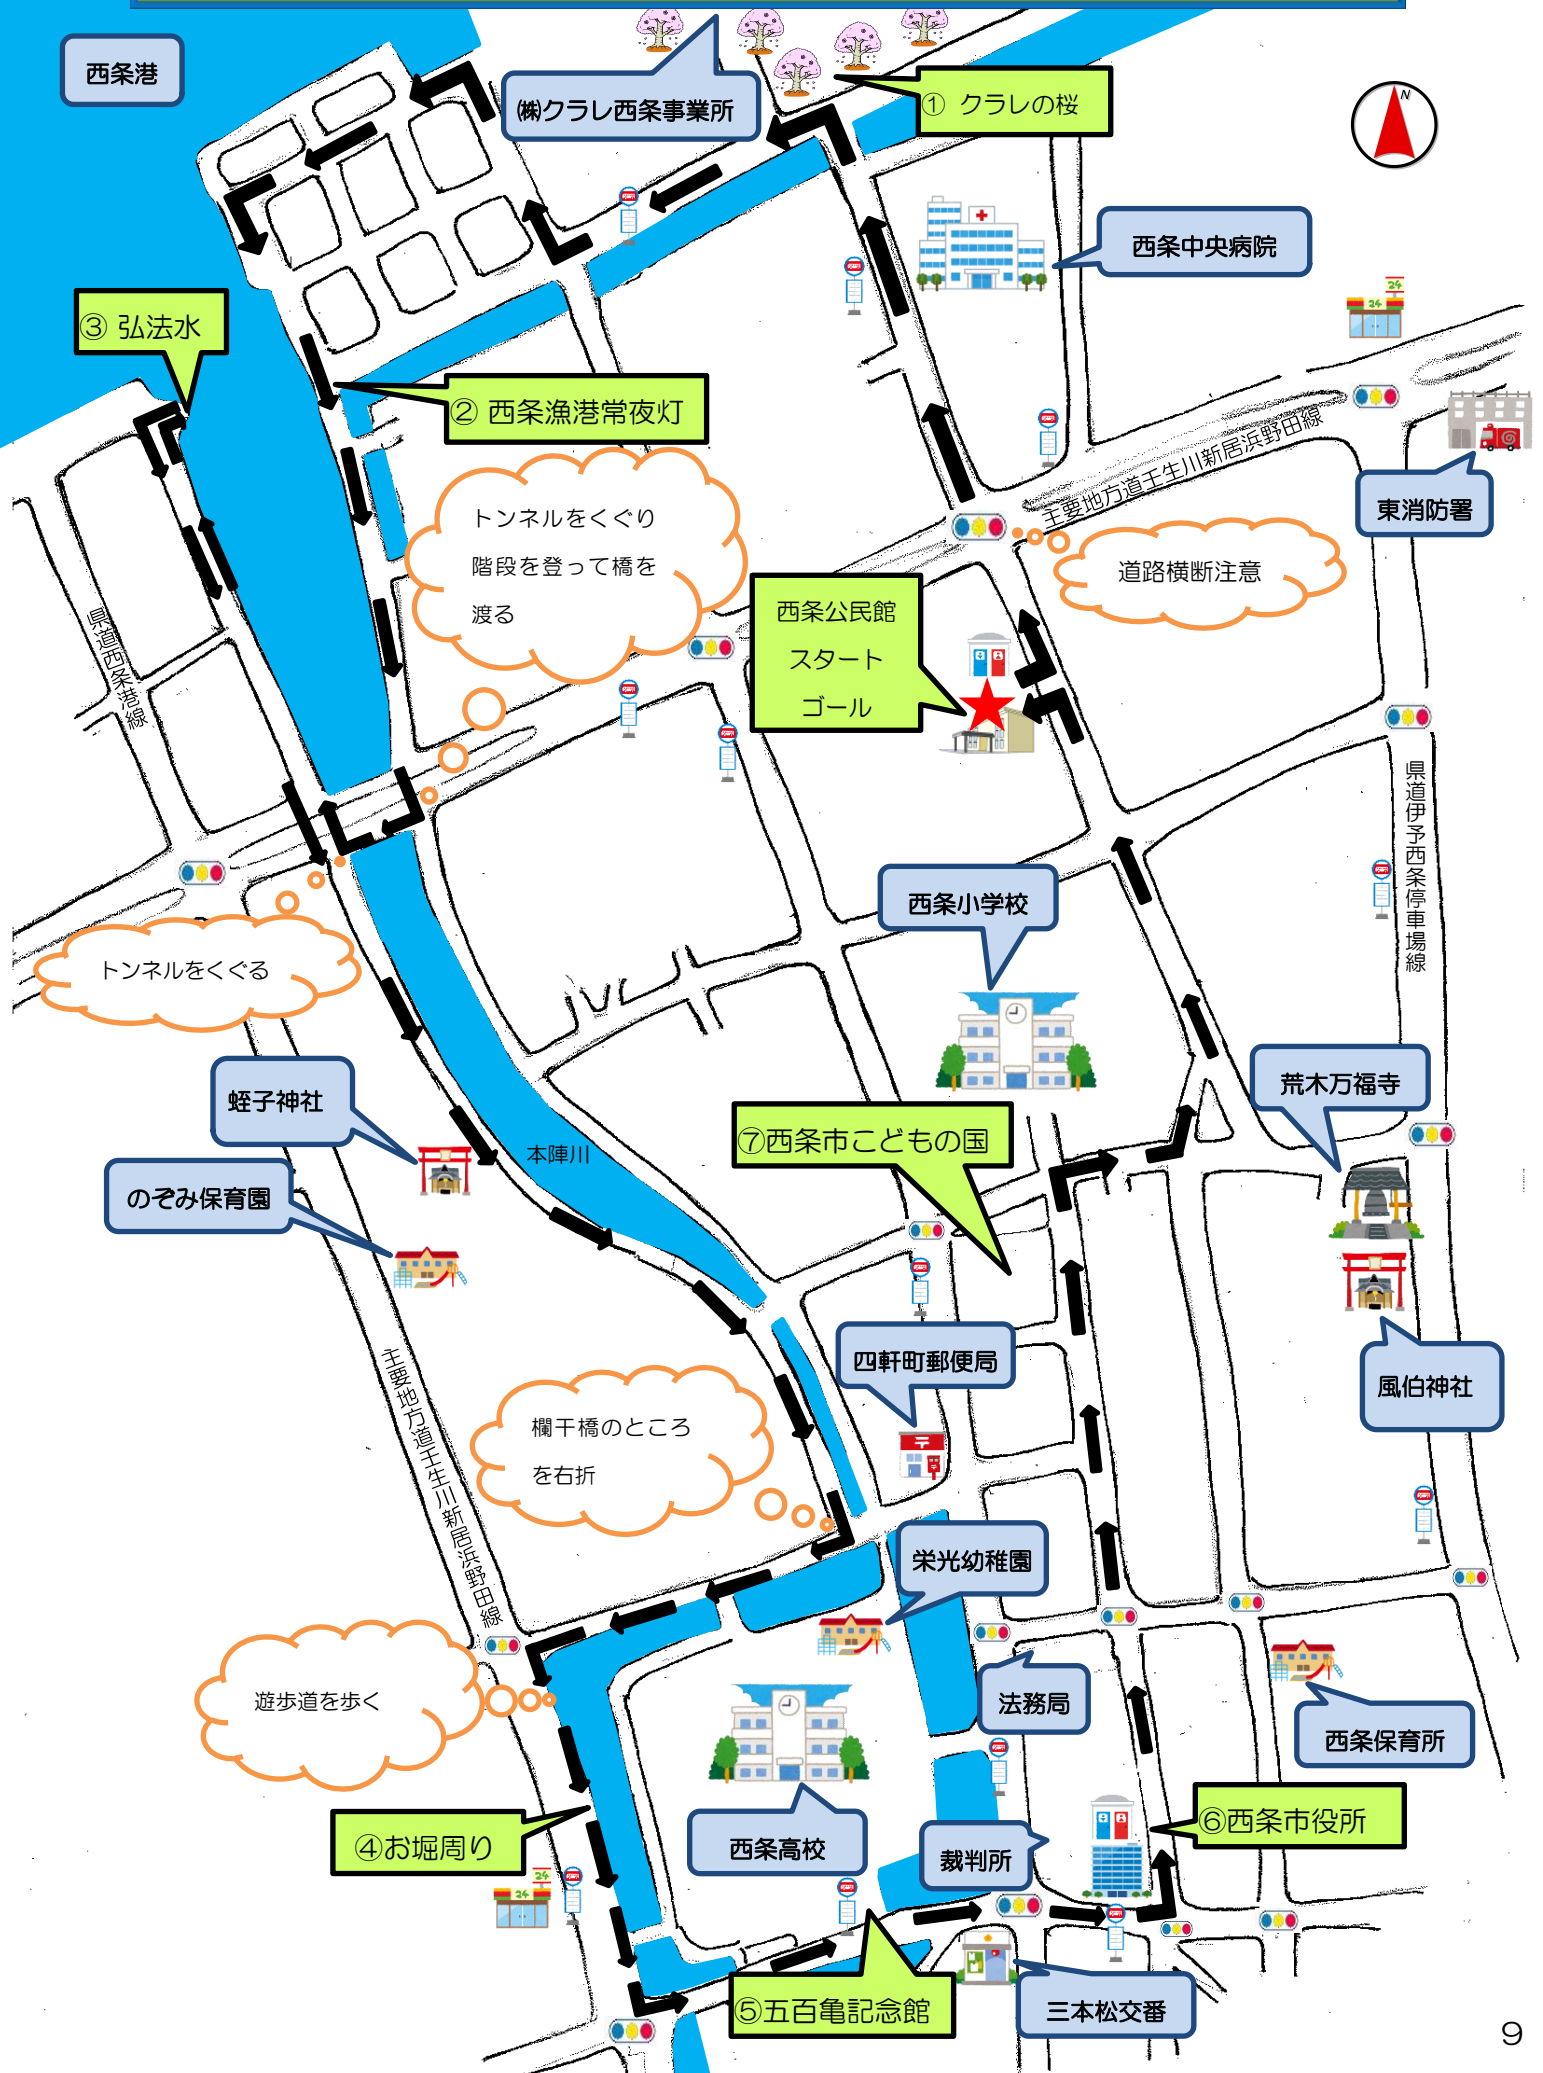 西条港
㈱クラレ西条事業所
① クラレの桜
N
西条中央病院
24
24
③ 弘法水
② 西条漁港常夜灯
主要地方道壬生川新居浜野田線
東消防署
トンネルをくぐり
階段を登って橋を
渡る
道路横断注意
西条公民館
スタート
ゴール
県道西条港線
県道伊予西条停車場線
西条小学校
トンネルをくぐる
蛭子神社
荒木万福寺
⑦西条市こどもの国
本陣川
のぞみ保育園
四軒町郵便局
風伯神社
主要地方道壬生川新居浜野田線
欄干橋のところ
を右折
栄光幼稚園
遊歩道を歩く
法務局
西条保育所
④お堀周り
西条高校
裁判所
⑥西条市役所
24
24
⑤五百亀記念館
三本松交番
9